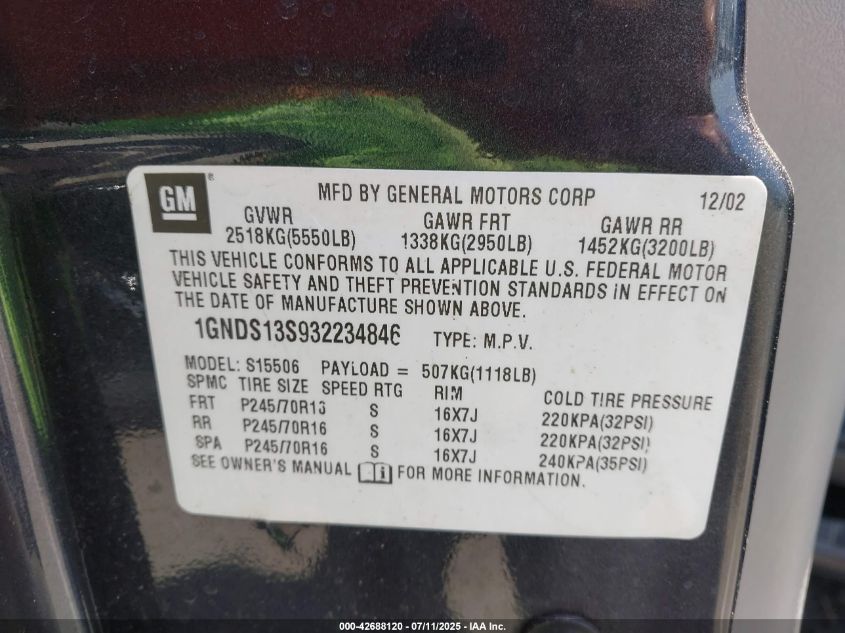 GM®
MFD BY GENERAL MOTORS CORP 12/02
GVWR GAWR FRT GAWR RR
2518KG(5550LB) 1338KG(2950LB) 1452KG(3200LB)
THIS VEHICLE CONFORMS TO ALL APPLICABLE U.S. FEDERAL MOTOR
VEHICLE SAFETY AND THEFT PREVENTION STANDARDS IN EFFECT ON
THE DATE OF MANUFACTURE SHOWN ABOVE.
1GNDS13S932234846 TYPE: M.P.V.
MODEL: S15506 PAYLOAD = 507KG(1118LB)
SPMC TIRE SIZE SPEED RTG RIM COLD TIRE PRESSURE
FRT P245/70R16 S 16X7J 220KPA(32PSI)
RR P245/70R16 S 16X7J 220KPA(32PSI)
SPA P245/70R16 S 16X7J 240KPA(35PSI)
SEE OWNER'S MANUAL FOR MORE INFORMATION.
000-42688120 - 07/11/2025 - IAA Inc.